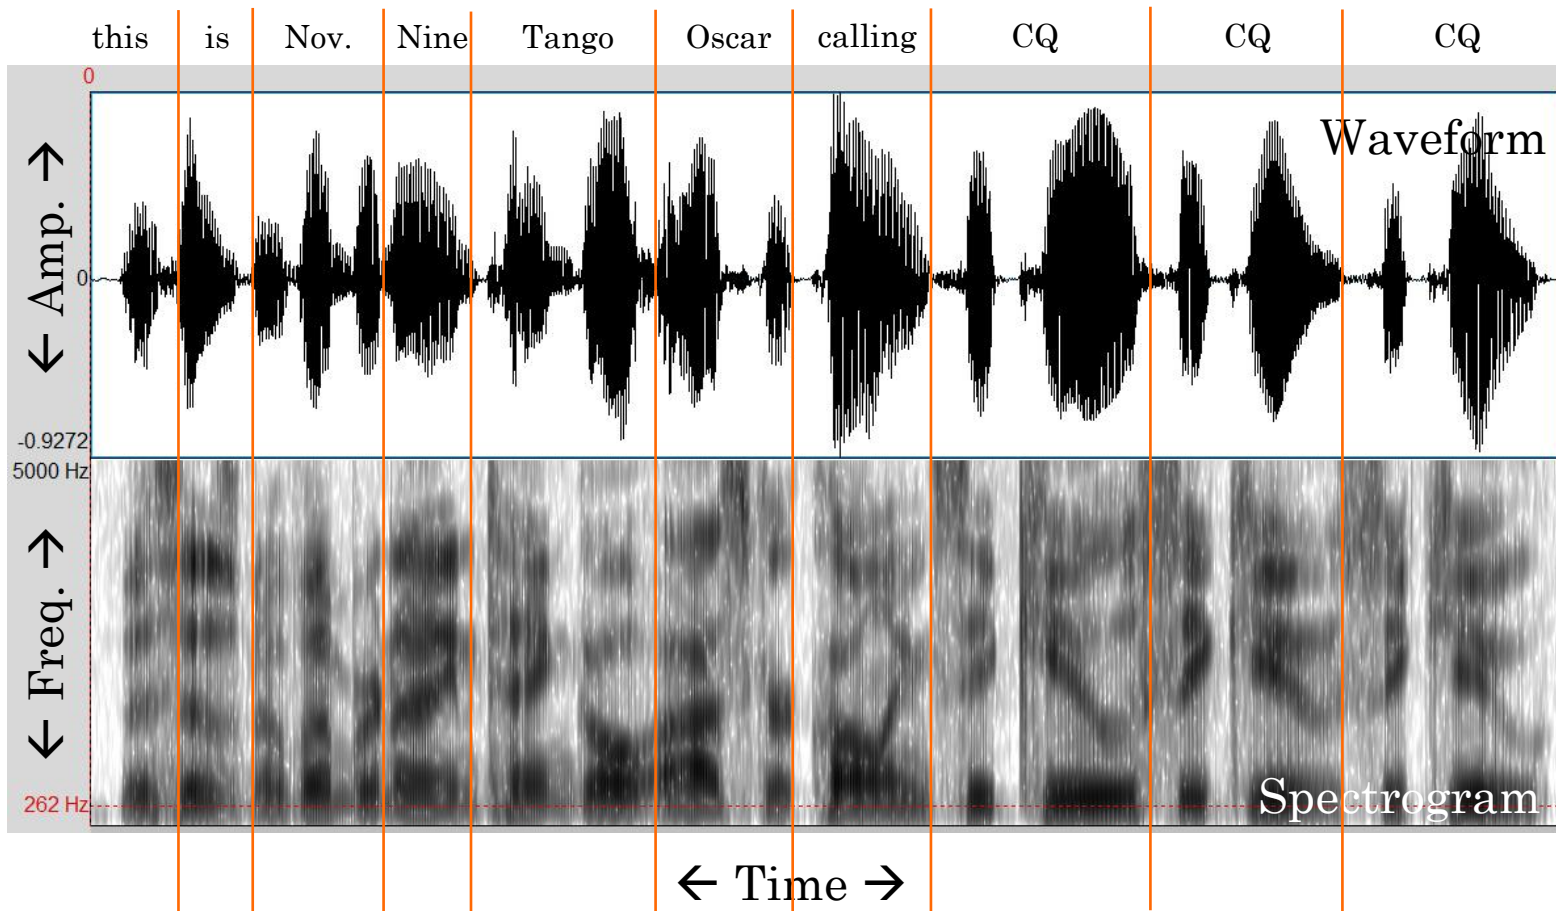 this is Nov. Nine Tango Oscar calling CQ CQ CQ
0
Waveform
← Amp. →
0
-0.9272
5000 Hz
← Freq. →
262 Hz
Spectrogram
← Time →